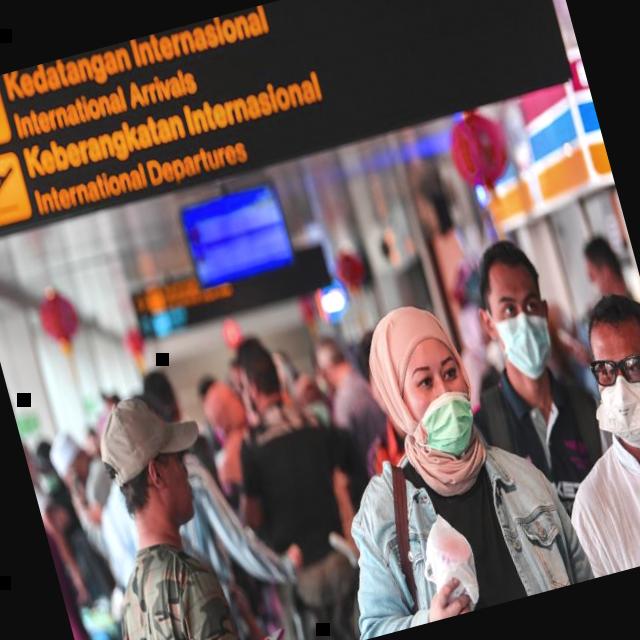 Kedatangan Internasional
International Arrivals
Keberangkatan Internasional
International Departures